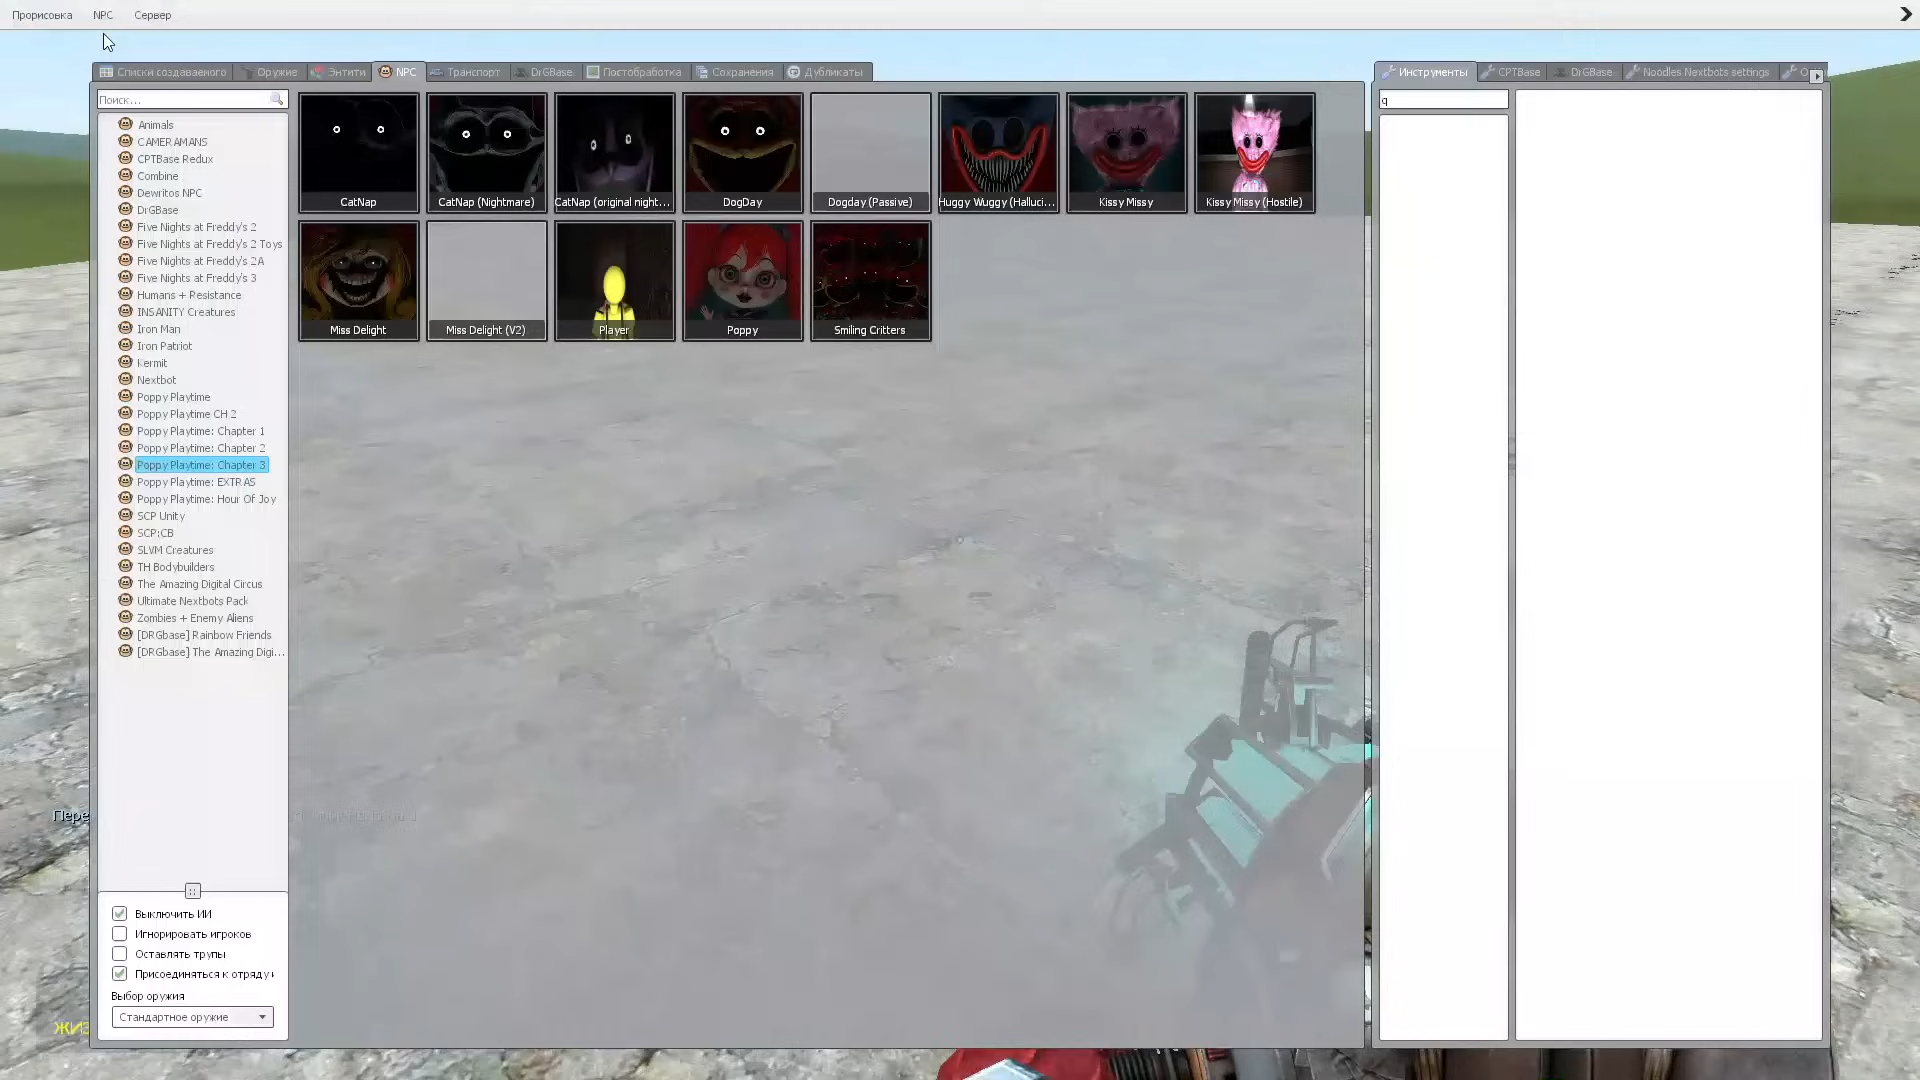 Прорисовка NPC Сервер
Списки создаваемого Оружие Энтити NPC Транспорт DrGBase Постобработка Сохранения Дубликаты
Инструменты CPTBase DrGBase Noodles Nextbots settings
Поиск...
q
Animals
CAMERAMANS
CPTBase Redux
Combine
Dewritos NPC
DrGBase
Five Nights at Freddy's 2
Five Nights at Freddy's 2 Toys
Five Nights at Freddy's 2A
Five Nights at Freddy's 3
Humans + Resistance
INSANITY Creatures
Iron Man
Iron Patriot
Kermit
Nextbot
Poppy Playtime
Poppy Playtime CH 2
Poppy Playtime: Chapter 1
Poppy Playtime: Chapter 2
Poppy Playtime: Chapter 3
Poppy Playtime: EXTRAS
Poppy Playtime: Hour Of Joy
SCP Unity
SCP:CB
SLVM Creatures
TH Bodybuilders
The Amazing Digital Circus
Ultimate Nextbots Pack
Zombies + Enemy Aliens
[DRGbase] Rainbow Friends
[DRGbase] The Amazing Digi...
CatNap
CatNap (Nightmare)
CatNap (original night...
DogDay
Dogday (Passive)
Huggy Wuggy (Halluci...
Kissy Missy
Kissy Missy (Hostile)
Miss Delight
Miss Delight (V2)
Player
Poppy
Smiling Critters
Пере
Выключить ИИ
Игнорировать игроков
Оставлять трупы
Присоединяться к отряду
Выбор оружия
Стандартное оружие
ЖИЗ